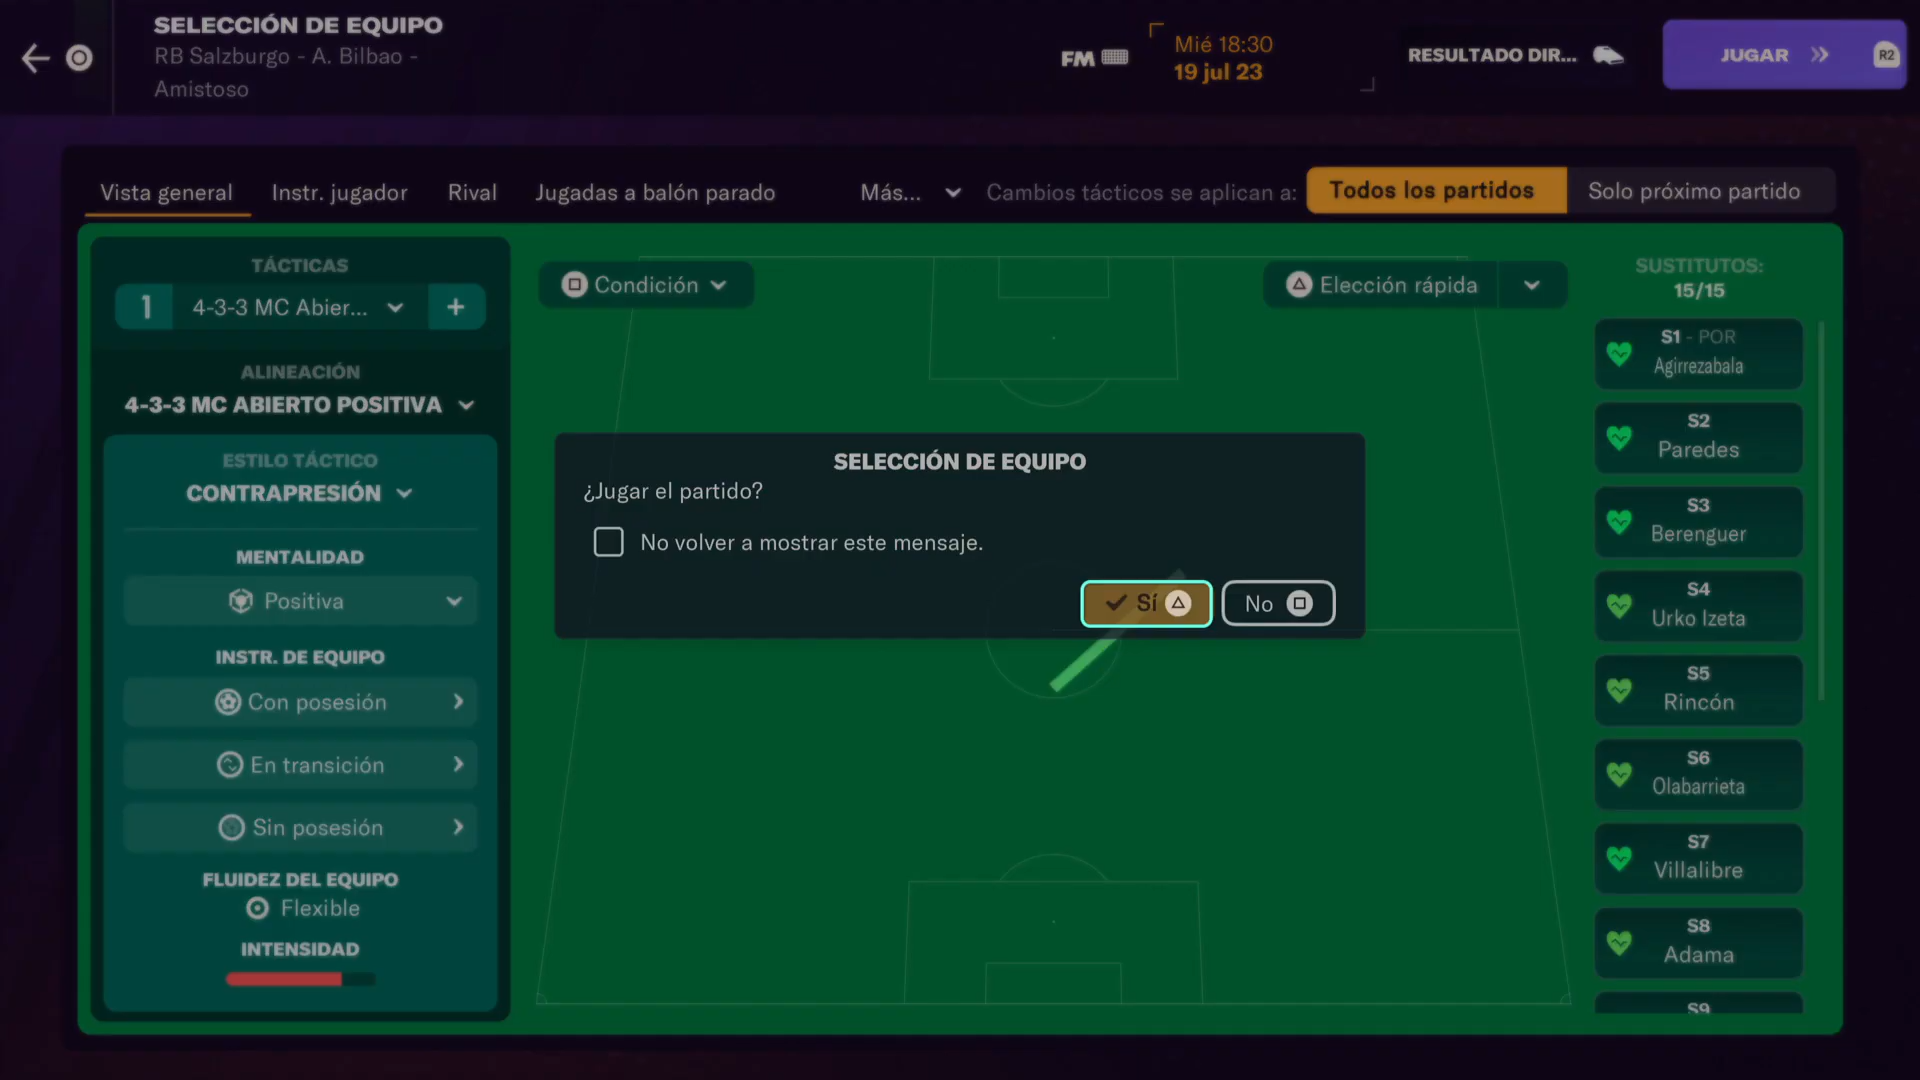 SELECCIÓN DE EQUIPO
RB Salzburgo - A. Bilbao -
Amistoso
FM
Mié 18:30
19 jul 23
RESULTADO DIR...
JUGAR
R2
Vista general
Instr. jugador
Rival
Jugadas a balón parado
Más...
Cambios tácticos se aplican a:
Todos los partidos
Solo próximo partido
TÁCTICAS
1
4-3-3 MC Abier...
+
ALINEACIÓN
4-3-3 MC ABIERTO POSITIVA
ESTILO TÁCTICO
CONTRAPRESIÓN
MENTALIDAD
Positiva
INSTR. DE EQUIPO
Con posesión
En transición
Sin posesión
FLUIDEZ DEL EQUIPO
Flexible
INTENSIDAD
Condición
Elección rápida
SELECCIÓN DE EQUIPO
¿Jugar el partido?
No volver a mostrar este mensaje.
Sí
No
SUSTITUTOS:
15/15
S1 - POR
Agirrezabala
S2
Paredes
S3
Berenguer
S4
Urko Izeta
S5
Rincón
S6
Olabarrieta
S7
Villalibre
S8
Adama
S9